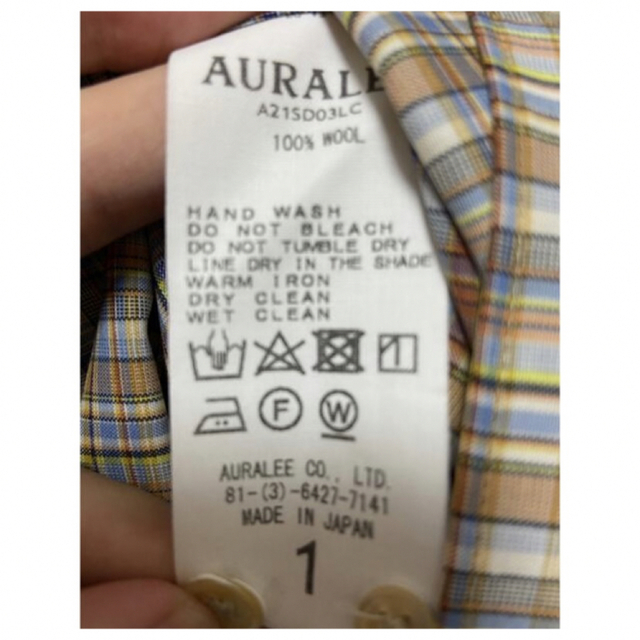 AURALEE
A21SD03LC
100% WOOL
HAND WASH
DO NOT BLEACH
DO NOT TUMBLE DRY
LINE DRY IN THE SHADE
WARM IRON
DRY CLEAN
WET CLEAN
F W
AURALEE CO., LTD.
81-(3)-6427-7141
MADE IN JAPAN
1